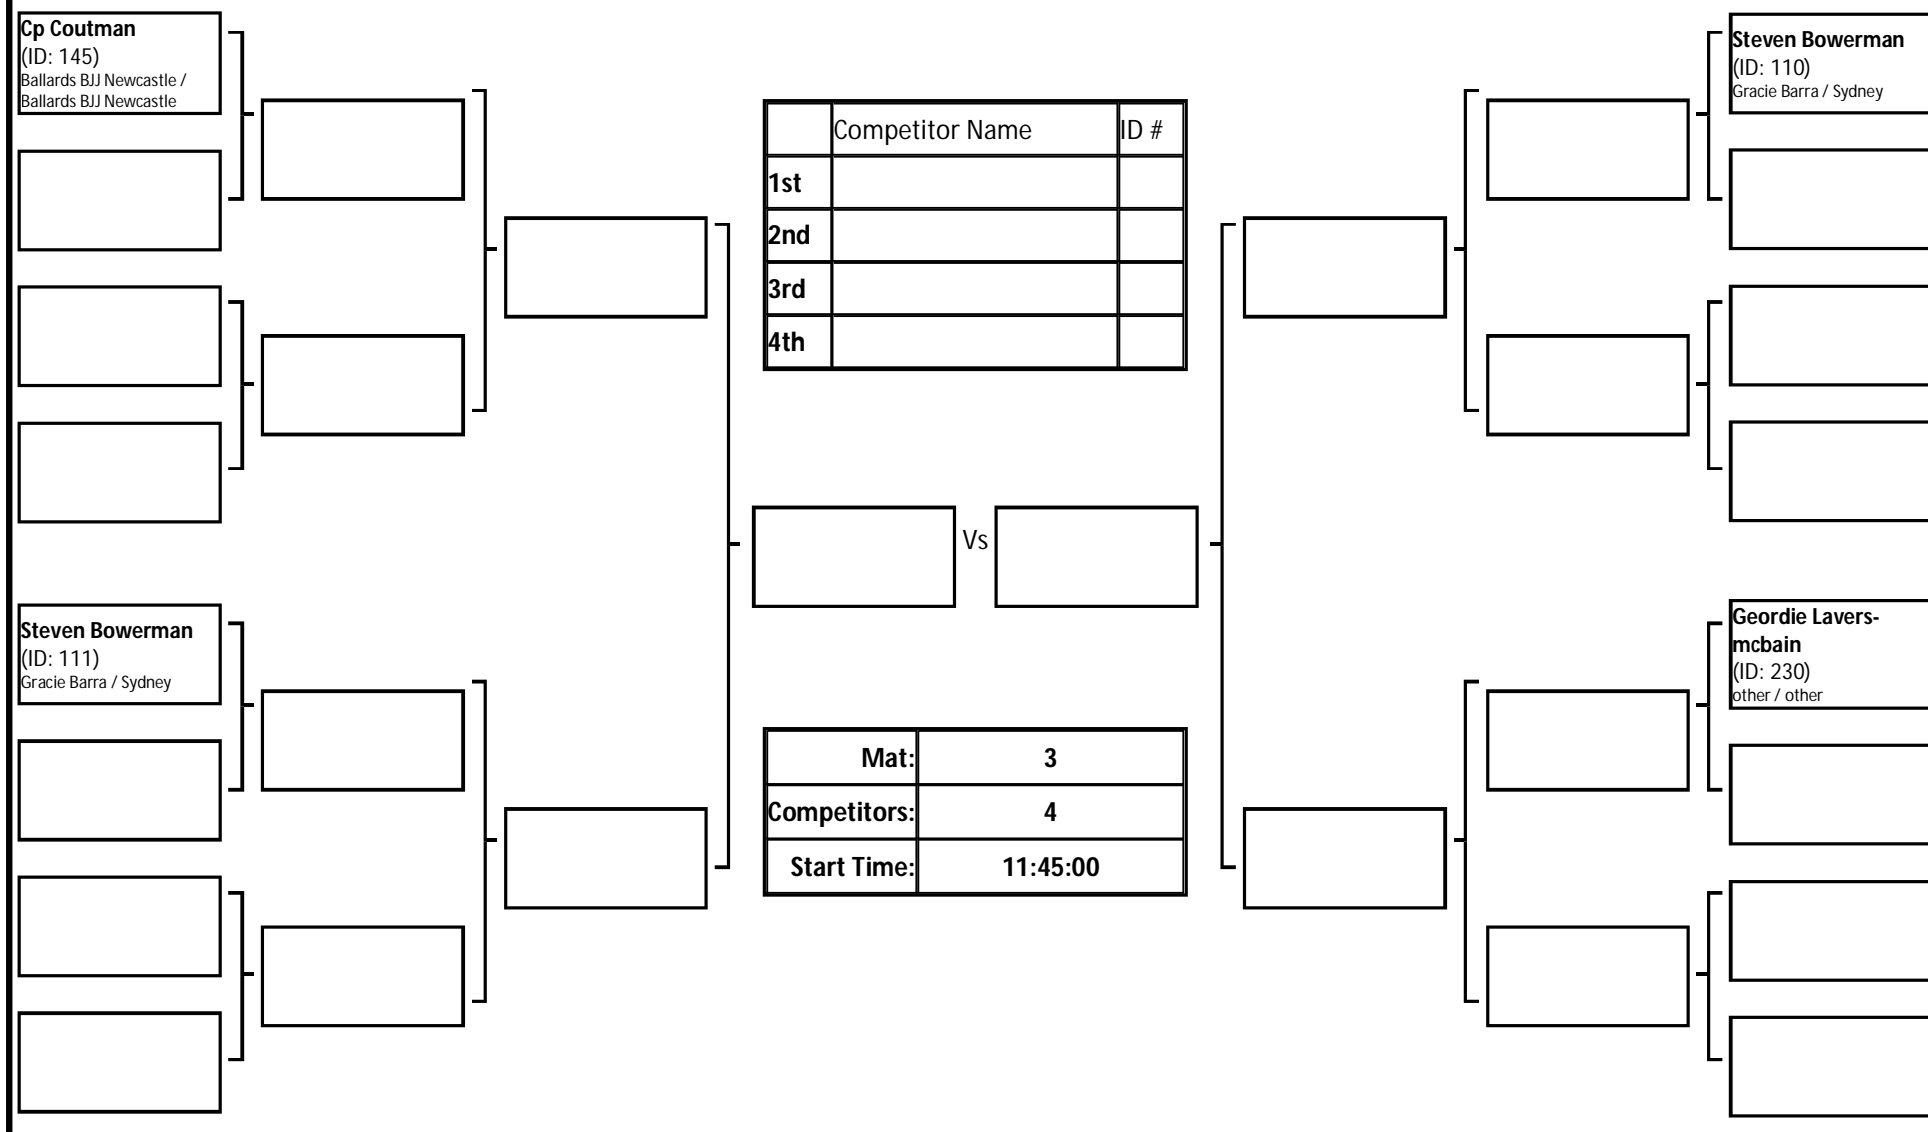 Cp Coutman
(ID: 145)
Ballards BJJ Newcastle /
Ballards BJJ Newcastle
Steven Bowerman
(ID: 111)
Gracie Barra / Sydney
Competitor Name ID #
1st
2nd
3rd
4th
Vs
Mat: 3
Competitors: 4
Start Time: 11:45:00
Steven Bowerman
(ID: 110)
Gracie Barra / Sydney
Geordie Lavers-
mcbain
(ID: 230)
other / other